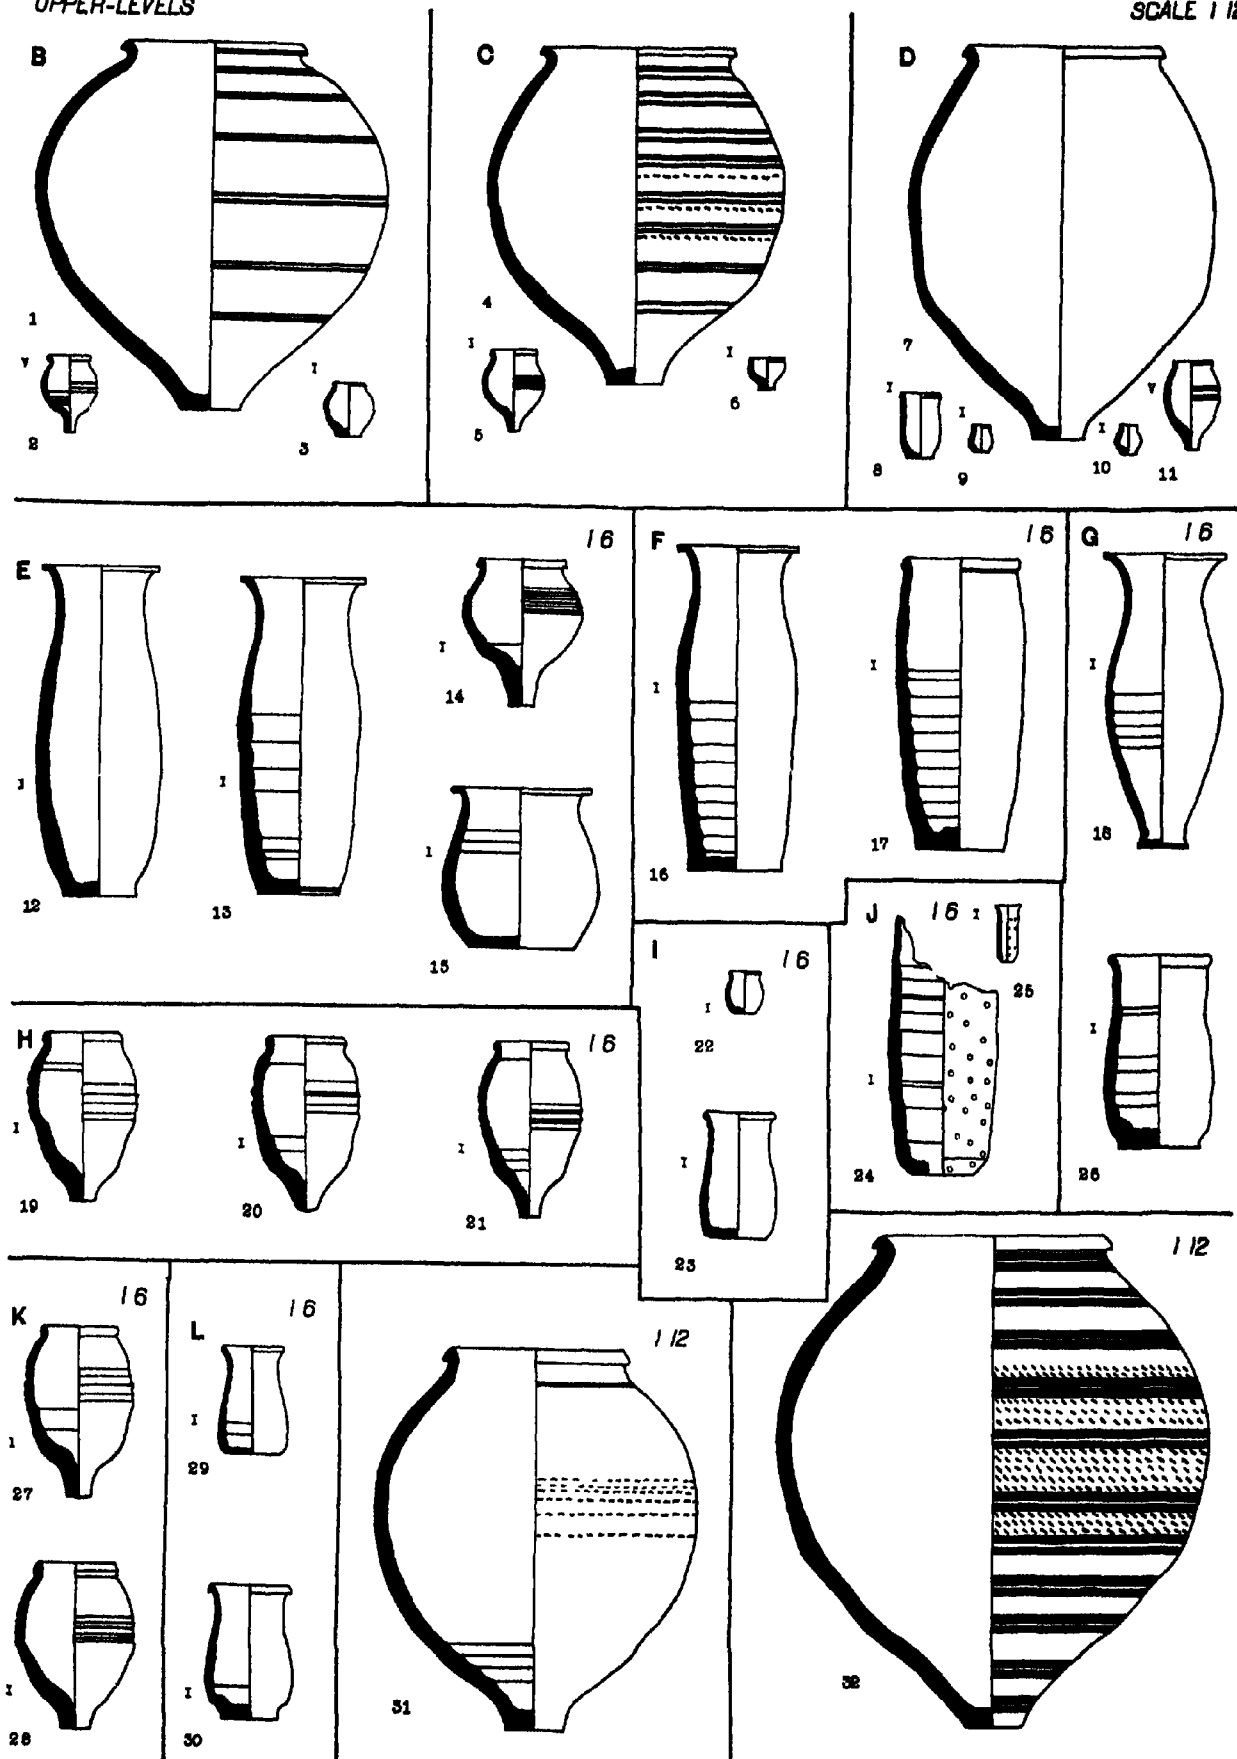 UPPER-LEVELS
SCALE 1 12
B
C
D
1
V
2
I
3
4
I
5
I
6
7
I
8
I
9
I
10
V
11
E
1 6
I
12
I
13
I
14
I
15
F
1 6
I
16
I
17
G
1 6
I
18
H
1 6
I
19
I
20
I
21
I
1 6
I
22
I
23
J
1 6
I
25
I
24
I
26
K
1 6
I
27
I
28
L
1 6
I
29
I
30
1 12
31
1 12
32